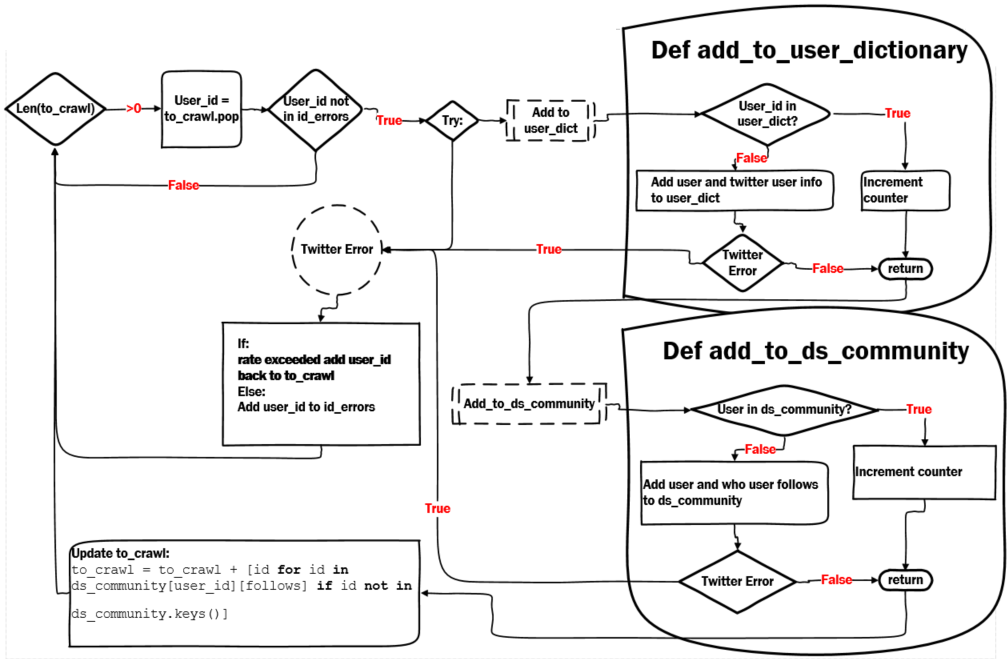 Def add_to_user_dictionary
Len(to_crawl)
>0
User_id =
to_crawl.pop
User_id not
in id_errors
True
Try:
Add to
user_dict
User_id in
user_dict?
True
False
False
Add user and twitter user info
to user_dict
Increment
counter
Twitter Error
True
Twitter
Error
False
return
If:
rate exceeded add user_id
back to to_crawl
Else:
Add user_id to id_errors
Def add_to_ds_community
Add_to_ds_community
User in ds_community?
True
False
Add user and who user follows
to ds_community
Increment counter
True
Twitter Error
False
return
Update to_crawl:
to_crawl = to_crawl + [id for id in
ds_community[user_id][follows] if id not in
ds_community.keys()]